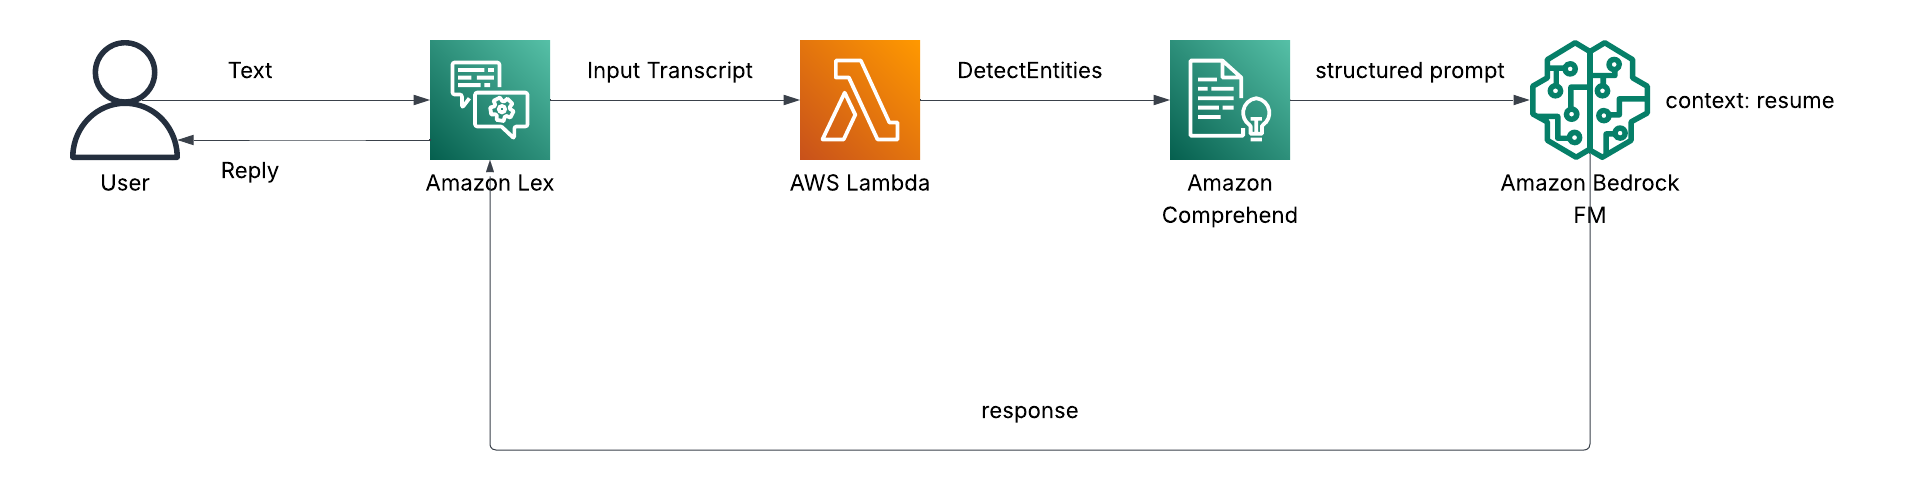 Text
Input Transcript
DetectEntities
structured prompt
context: resume
Reply
User
Amazon Lex
AWS Lambda
Amazon
Comprehend
Amazon Bedrock
FM
response